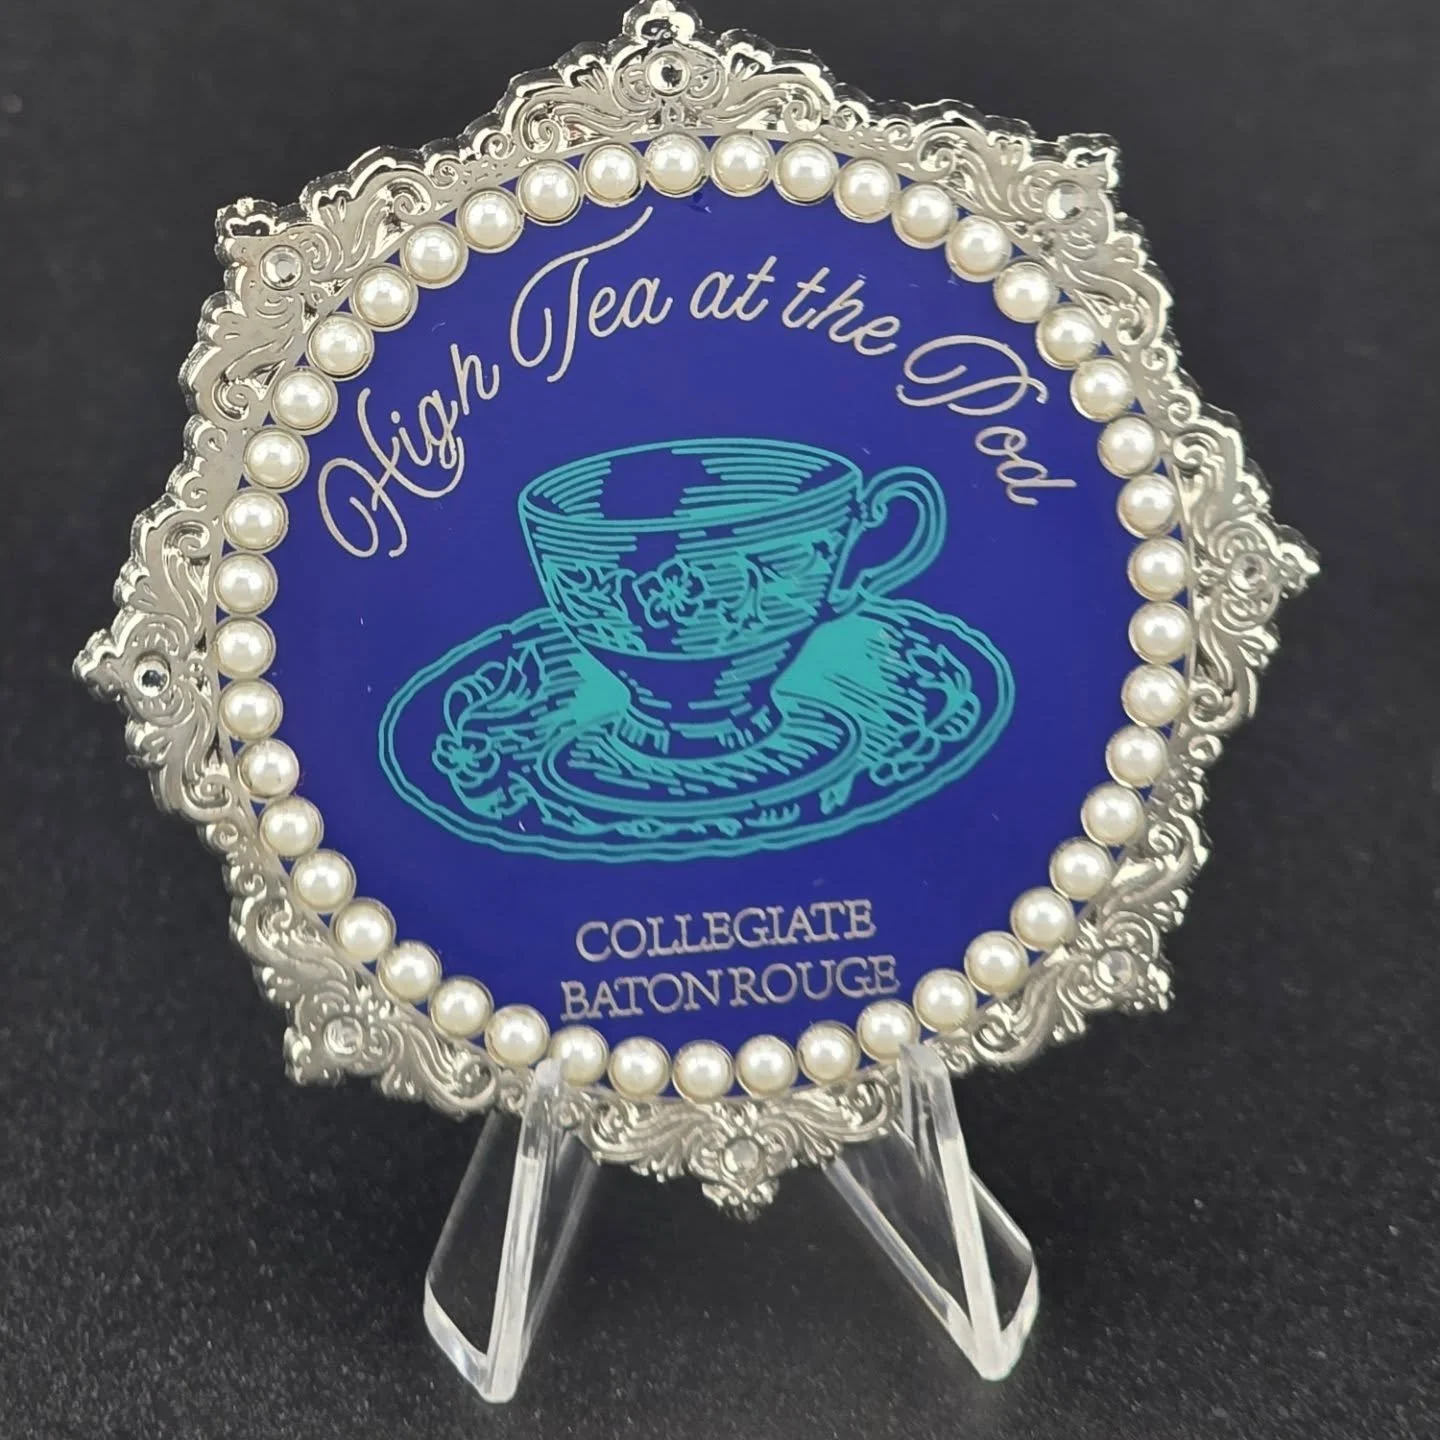 High Tea at the Pod
COLLEGIATE
BATON ROUGE